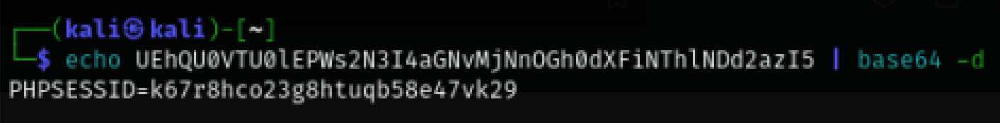 ┌──(kali㉿kali)-[~]
└─$ echo UEhQU0VTU0lEPWs2N3I4aGNvMjNnOGh0dXFiNThlNDd2azI5 | base64 -d
PHPSESSID=k67r8hco23g8htuqb58e47vk29